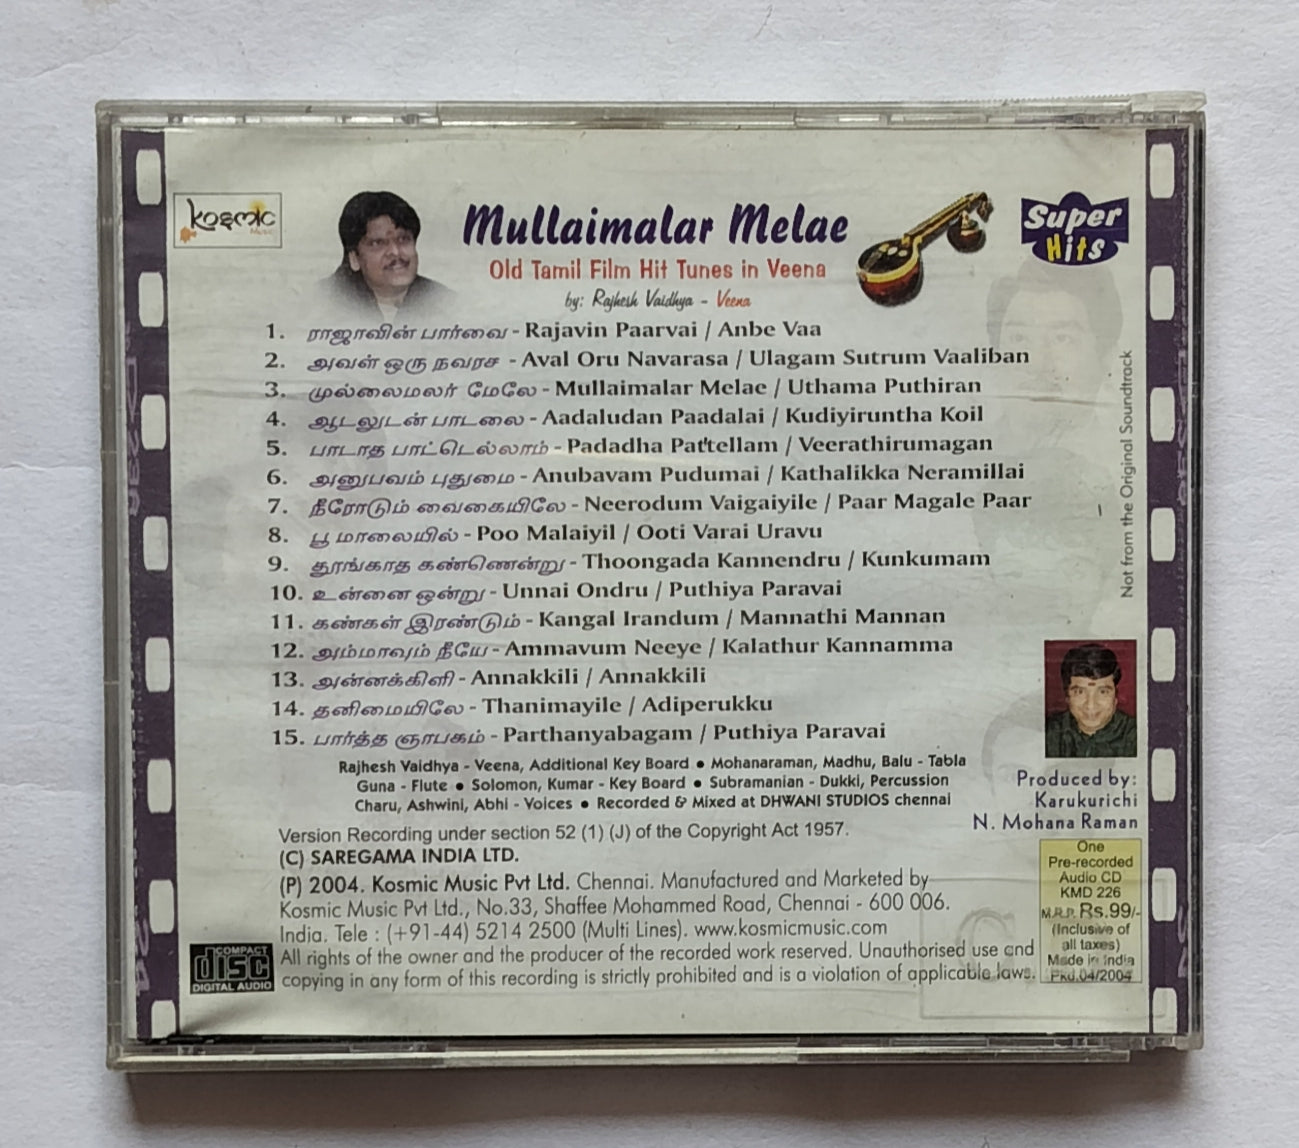 Kosmic
Music
Mullaimalar Melae
Old Tamil Film Hit Tunes in Veena
by: Rajhesh Vaidhya - Veena
Super
Hits
1. ராஜாவின் பார்வை - Rajavin Paarvai / Anbe Vaa
2. அவள் ஒரு நவரச - Aval Oru Navarasa / Ulagam Sutrum Vaaliban
3. முல்லைமலர் மேலே - Mullaimalar Melae / Uthama Puthiran
4. ஆடலுடன் பாடலை - Aadaludan Paadalai / Kudiyiruntha Koil
5. பாடாத பாட்டெல்லாம் - Padadha Pattellam / Veerathirumagan
6. அனுபவம் புதுமை - Anubavam Pudumai / Kathalikka Neramillai
7. நீரோடும் வைகையிலே - Neerodum Vaigaiyile / Paar Magale Paar
8. பூ மாலையில் - Poo Malaiyil / Ooti Varai Uravu
9. தூங்காத கண்ணென்று - Thoongada Kannendru / Kunkumam
10. உன்னை ஒன்று - Unnai Ondru / Puthiya Paravai
11. கண்கள் இரண்டும் - Kangal Irandum / Mannathi Mannan
12. அம்மாவும் நீயே - Ammavum Neeye / Kalathur Kannamma
13. அன்னக்கிளி - Annakkili / Annakkili
14. தனிமையிலே - Thanimayile / Adiperukku
15. பார்த்த ஞாபகம் - Parthanyabagam / Puthiya Paravai
Not from the Original Soundtrack
Rajhesh Vaidhya - Veena, Additional Key Board • Mohanaraman, Madhu, Balu - Tabla
Guna - Flute • Solomon, Kumar - Key Board • Subramanian - Dukki, Percussion
Charu, Ashwini, Abhi - Voices • Recorded & Mixed at DHWANI STUDIOS chennai
Produced by:
Karukurichi
N. Mohana Raman
Version Recording under section 52 (1) (J) of the Copyright Act 1957.
(C) SAREGAMA INDIA LTD.
(P) 2004. Kosmic Music Pvt Ltd. Chennai. Manufactured and Marketed by
Kosmic Music Pvt Ltd., No.33, Shaffee Mohammed Road, Chennai - 600 006.
India. Tele : (+91-44) 5214 2500 (Multi Lines). www.kosmicmusic.com
All rights of the owner and the producer of the recorded work reserved. Unauthorised use and
copying in any form of this recording is strictly prohibited and is a violation of applicable laws.
COMPACT
disc
DIGITAL AUDIO
One
Pre-recorded
Audio CD
KMD 226
M.R.P. Rs.99/-
(Inclusive of
all taxes)
Made in India
Pkd.04/2004